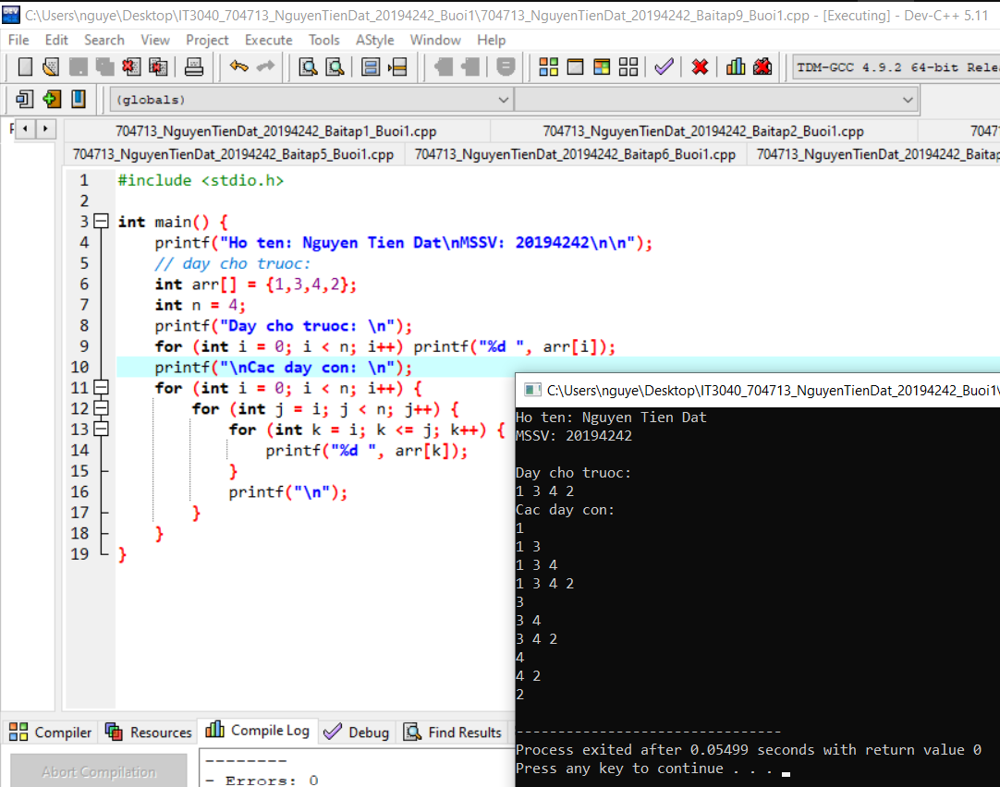 C:\Users\nguye\Desktop\IT3040_704713_NguyenTienDat_20194242_Buoi1\704713_NguyenTienDat_20194242_Baitap9_Buoi1.cpp - [Executing] - Dev-C++ 5.11
File Edit Search View Project Execute Tools AStyle Window Help
TDM-GCC 4.9.2 64-bit Relea
(globals)
704713_NguyenTienDat_20194242_Baitap1_Buoi1.cpp 704713_NguyenTienDat_20194242_Baitap2_Buoi1.cpp 7047
704713_NguyenTienDat_20194242_Baitap5_Buoi1.cpp 704713_NguyenTienDat_20194242_Baitap6_Buoi1.cpp 704713_NguyenTienDat_20194242_Baitap
1 #include <stdio.h>
2
3 int main() {
4 printf("Ho ten: Nguyen Tien Dat\nMSSV: 20194242\n\n");
5 // day cho truoc:
6 int arr[] = {1,3,4,2};
7 int n = 4;
8 printf("Day cho truoc: \n");
9 for (int i = 0; i < n; i++) printf("%d ", arr[i]);
10 printf("\nCac day con: \n");
11 for (int i = 0; i < n; i++) {
12 for (int j = i; j < n; j++) {
13 for (int k = i; k <= j; k++) {
14 printf("%d ", arr[k]);
15 }
16 printf("\n");
17 }
18 }
19 }
C:\Users\nguye\Desktop\IT3040_704713_NguyenTienDat_20194242_Buoi1\
Ho ten: Nguyen Tien Dat
MSSV: 20194242
Day cho truoc:
1 3 4 2
Cac day con:
1
1 3
1 3 4
1 3 4 2
3
3 4
3 4 2
4
4 2
2
--------------------------------
Process exited after 0.05499 seconds with return value 0
Press any key to continue . . .
Compiler Resources Compile Log Debug Find Results
Abort Compilation
--------
- Errors: 0